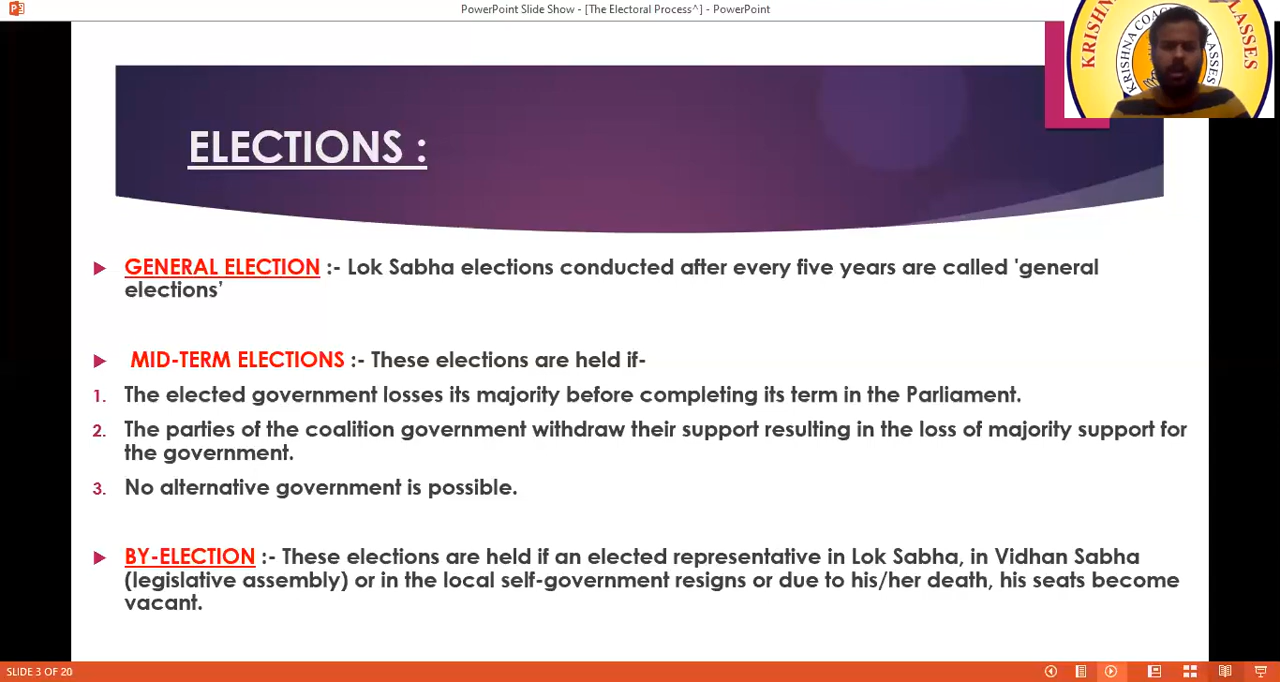 PowerPoint Slide Show - [The Electoral Process^] - PowerPoint
KRISHNA CLASSES
KRISHNA COACHING CLASSES
ELECTIONS :
GENERAL ELECTION :- Lok Sabha elections conducted after every five years are called 'general
elections’
MID-TERM ELECTIONS :- These elections are held if-
1. The elected government losses its majority before completing its term in the Parliament.
2. The parties of the coalition government withdraw their support resulting in the loss of majority support for
the government.
3. No alternative government is possible.
BY-ELECTION :- These elections are held if an elected representative in Lok Sabha, in Vidhan Sabha
(legislative assembly) or in the local self-government resigns or due to his/her death, his seats become
vacant.
SLIDE 3 OF 20